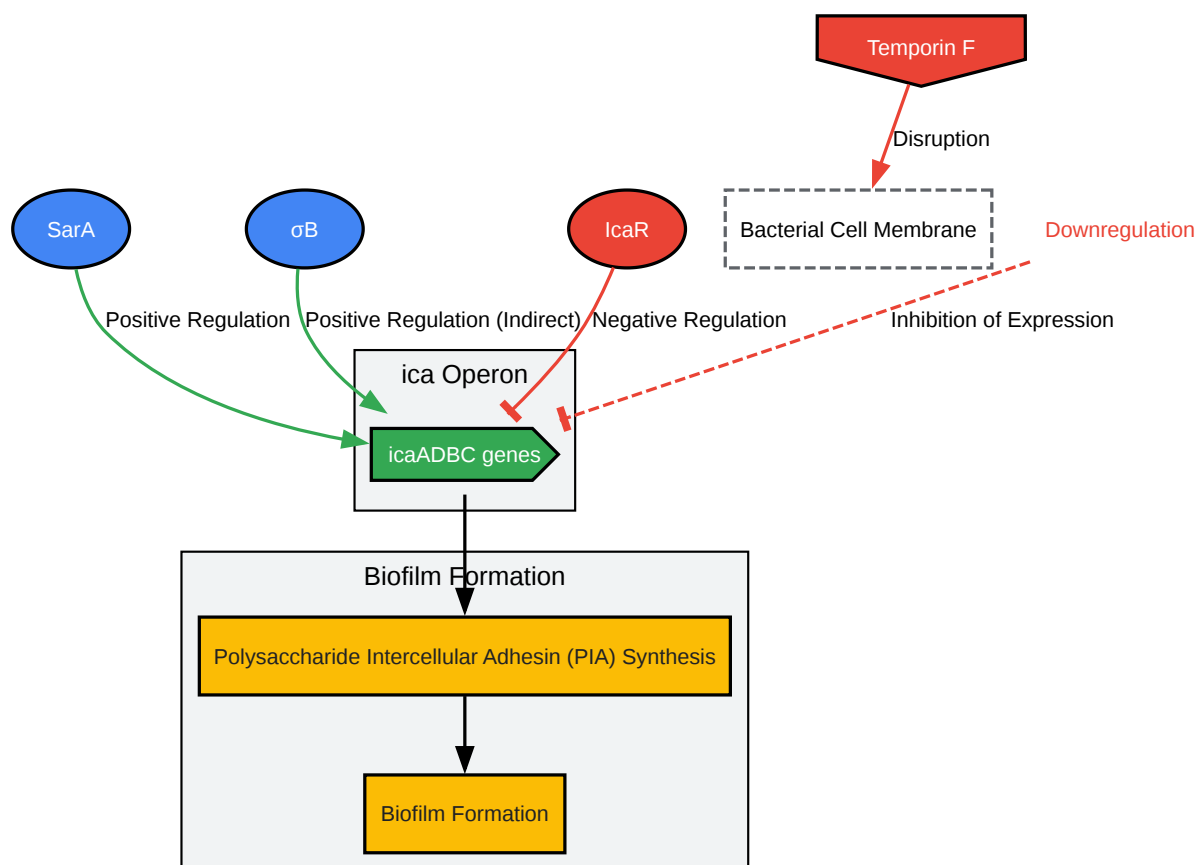 Temporin F
Disruption
SarA
σB
IcaR
Bacterial Cell Membrane
Downregulation
Positive Regulation
Positive Regulation (Indirect)
Negative Regulation
Inhibition of Expression
ica Operon
icaADBC genes
Biofilm Formation
Polysaccharide Intercellular Adhesin (PIA) Synthesis
Biofilm Formation